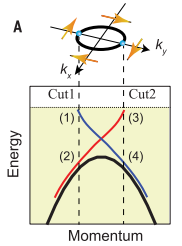 A
k_y
k_x
Cut1 Cut2
(1) (3)
(2) (4)
Energy
Momentum